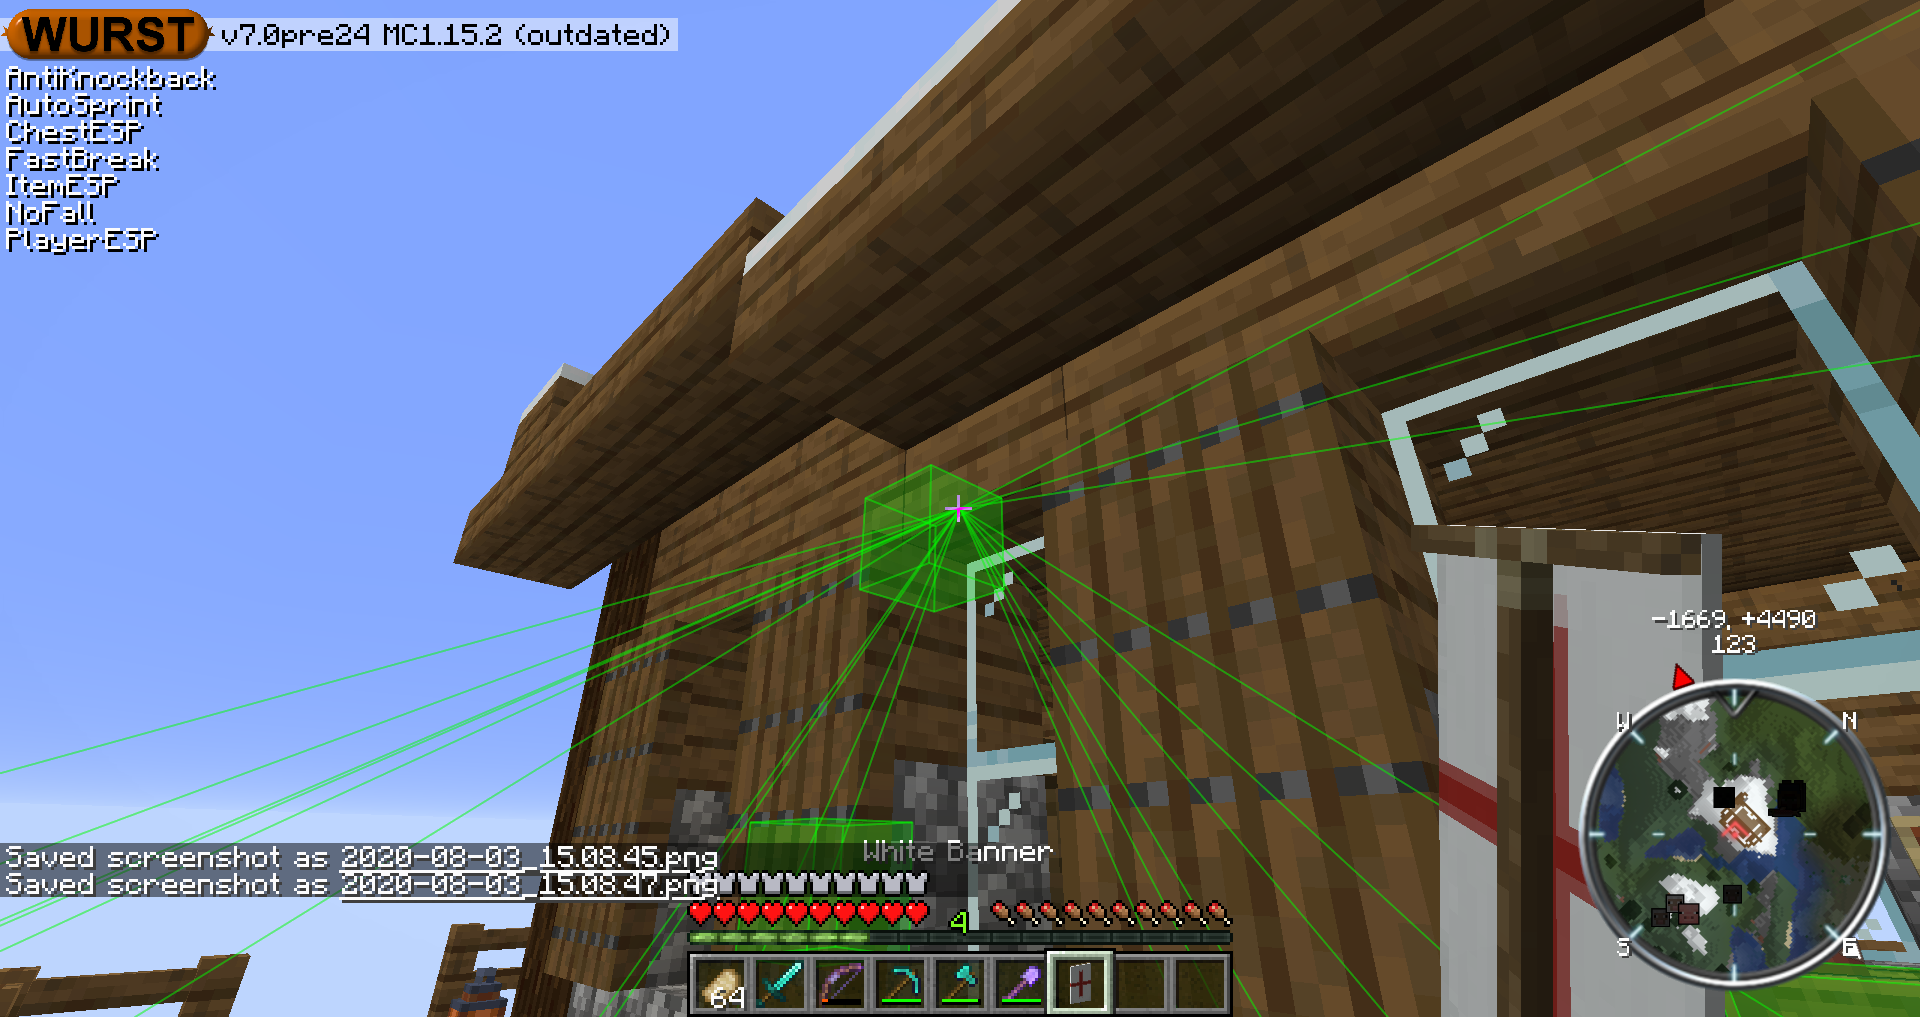 WURST v7.0pre24 MC1.15.2 (outdated)
AntiKnockback
AutoSprint
ChestESP
FastBreak
ItemESP
NoFall
PlayerESP
-1669, +4490
123
W
N
S
E
Saved screenshot as 2020-08-03_15.08.45.png
Saved screenshot as 2020-08-03_15.08.47.png
White Banner
4
64